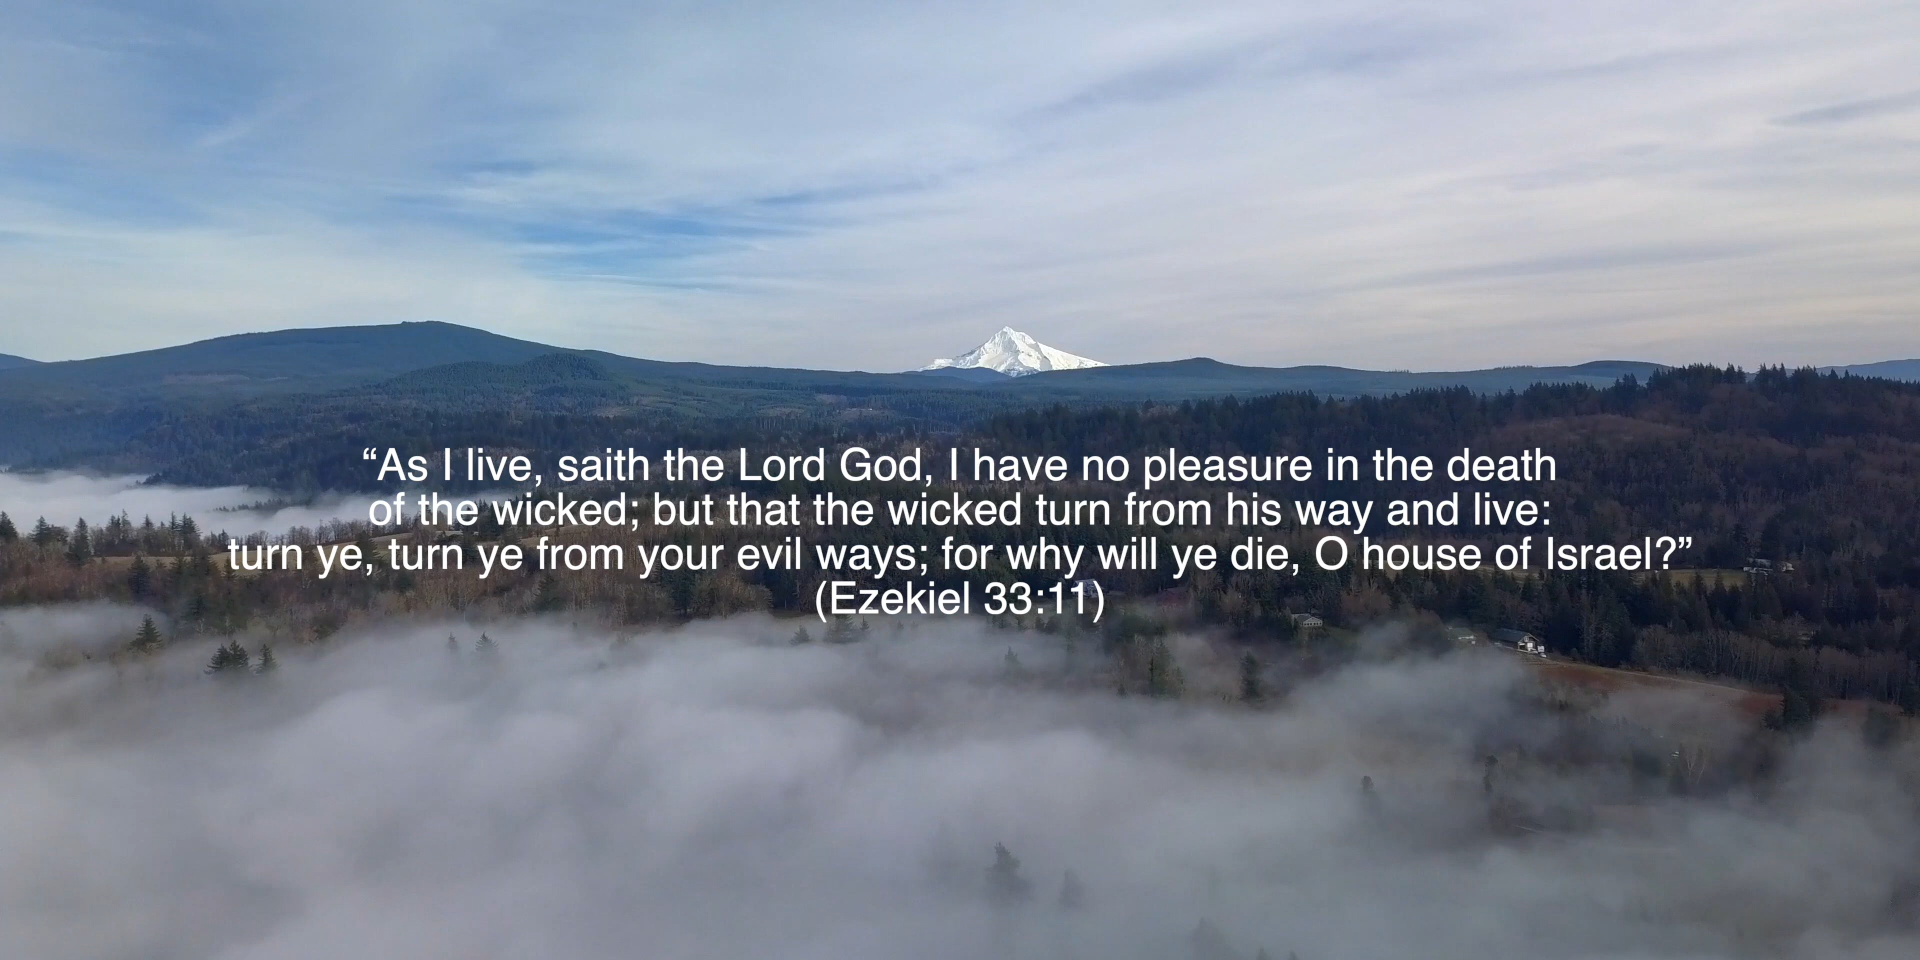 “As I live, saith the Lord God, I have no pleasure in the death
of the wicked; but that the wicked turn from his way and live:
turn ye, turn ye from your evil ways; for why will ye die, O house of Israel?”
(Ezekiel 33:11)